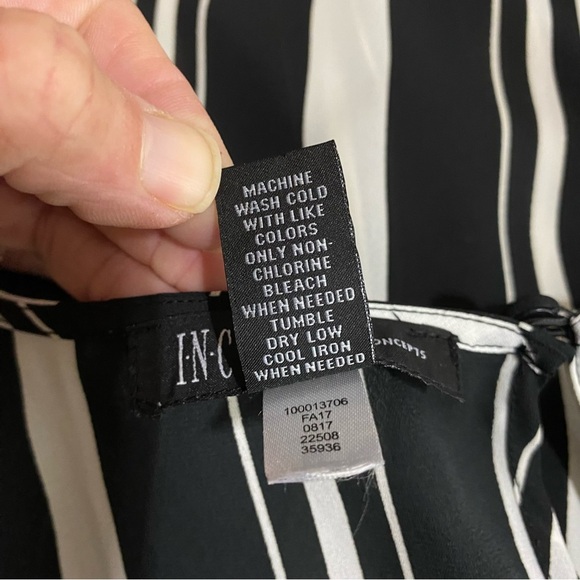 MACHINE
WASH COLD
WITH LIKE
COLORS
ONLY NON-
CHLORINE
BLEACH
WHEN NEEDED
TUMBLE
DRY LOW
COOL IRON
WHEN NEEDED
I·N·C
100013706
FA17
0817
22508
35936